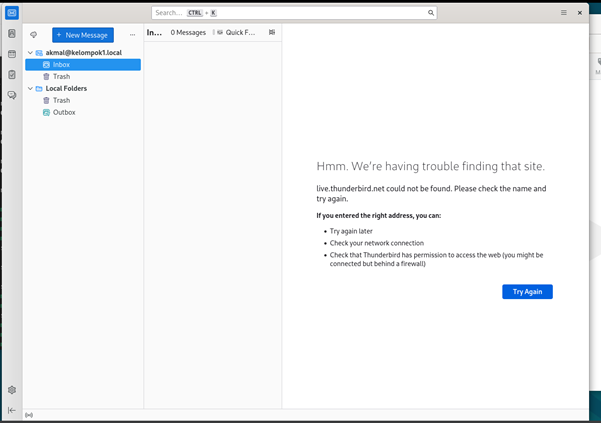 Search... CTRL + K
+ New Message
...
akmal@kelompok1.local
Inbox
Trash
Local Folders
Trash
Outbox
In... 0 Messages Quick F...
Hmm. We're having trouble finding that site.
live.thunderbird.net could not be found. Please check the name and
try again.
If you entered the right address, you can:
• Try again later
• Check your network connection
• Check that Thunderbird has permission to access the web (you might be
connected but behind a firewall)
Try Again
M